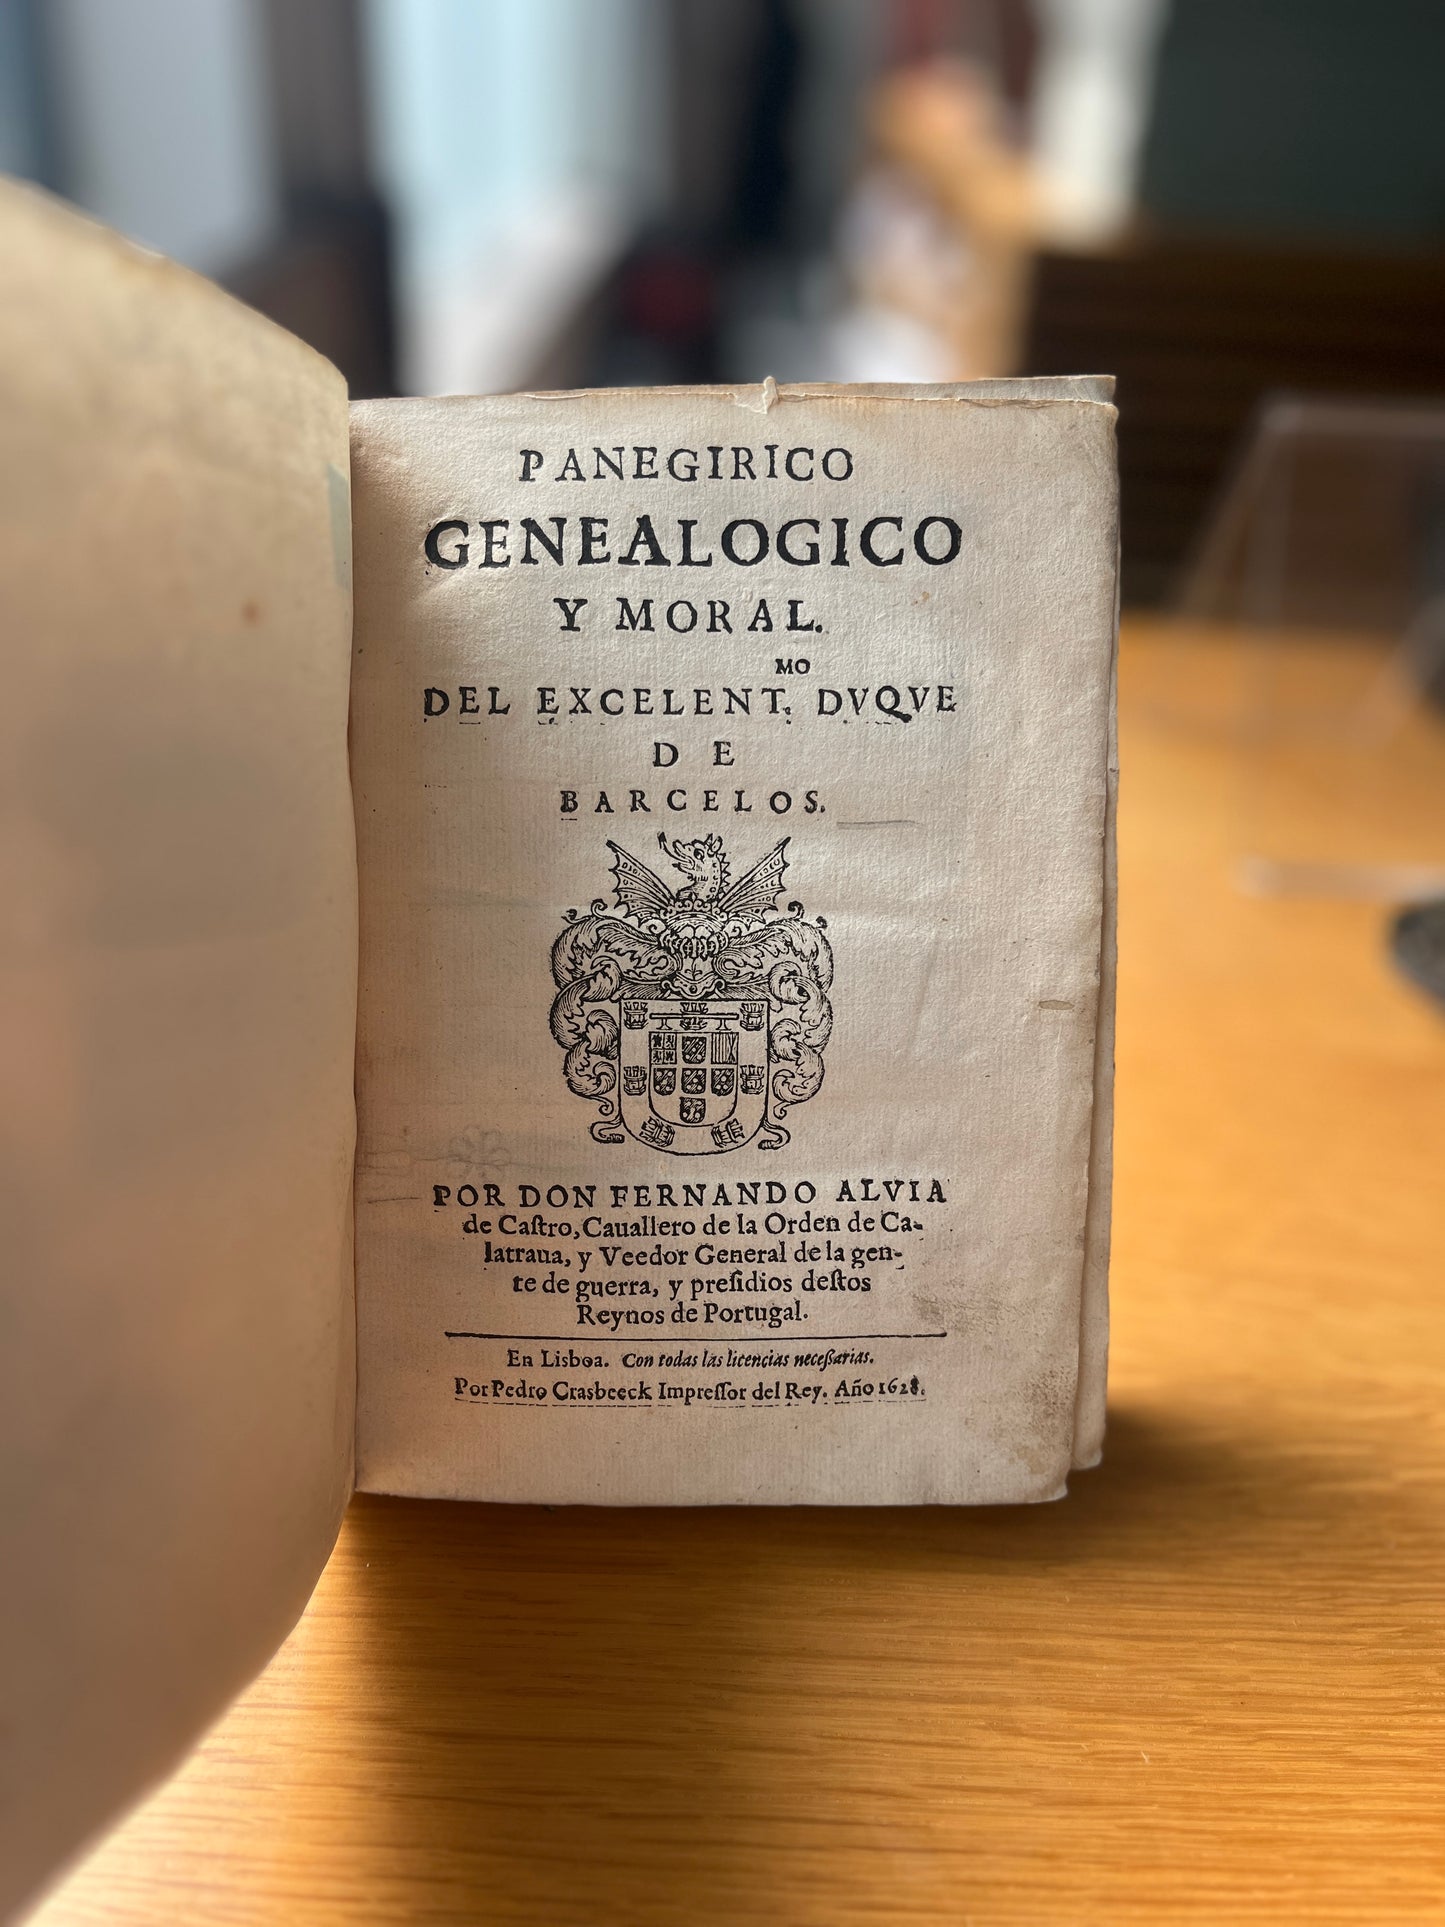 PANEGIRICO
GENEALOGICO
Y MORAL.
DEL EXCELENT.MO DVQVE
DE
BARCELOS.
POR DON FERNANDO ALVIA
de Caſtro, Cauallero de la Orden de Ca-
latraua, y Veedor General de la gen-
te de guerra, y preſidios deſtos
Reynos de Portugal.
En Lisboa. Con todas las licencias neceßarias.
Por Pedro Crasbeeck Impreſſor del Rey. Año 1628.